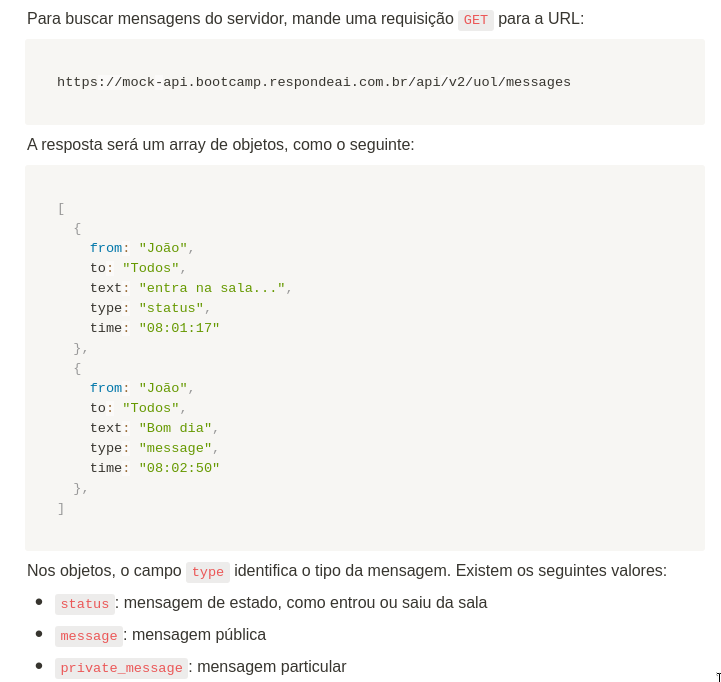 Para buscar mensagens do servidor, mande uma requisição GET para a URL:
https://mock-api.bootcamp.respondeai.com.br/api/v2/uol/messages
A resposta será um array de objetos, como o seguinte:
[
  {
    from: "João",
    to: "Todos",
    text: "entra na sala...",
    type: "status",
    time: "08:01:17"
  },
  {
    from: "João",
    to: "Todos",
    text: "Bom dia",
    type: "message",
    time: "08:02:50"
  },
]
Nos objetos, o campo type identifica o tipo da mensagem. Existem os seguintes valores:
• status: mensagem de estado, como entrou ou saiu da sala
• message: mensagem pública
• private_message: mensagem particular